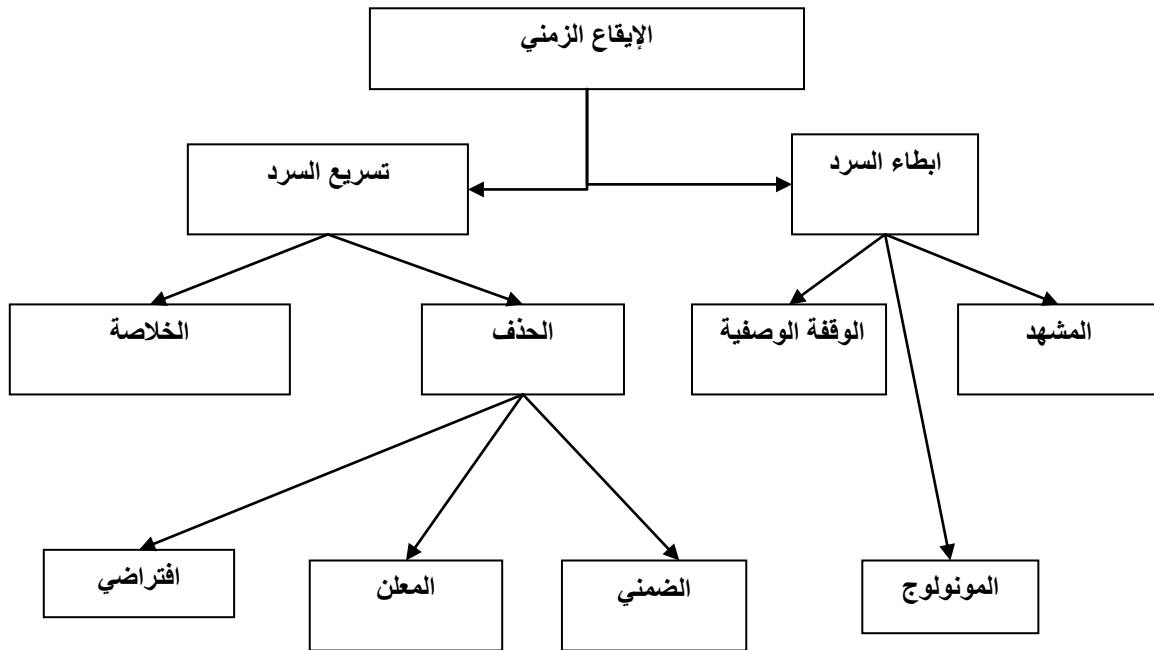 الإيقاع الزمني
ابطاء السرد
تسريع السرد
المشهد
الوقفة الوصفية
الحذف
الخلاصة
المونولوج
الضمني
المعلن
افتراضي